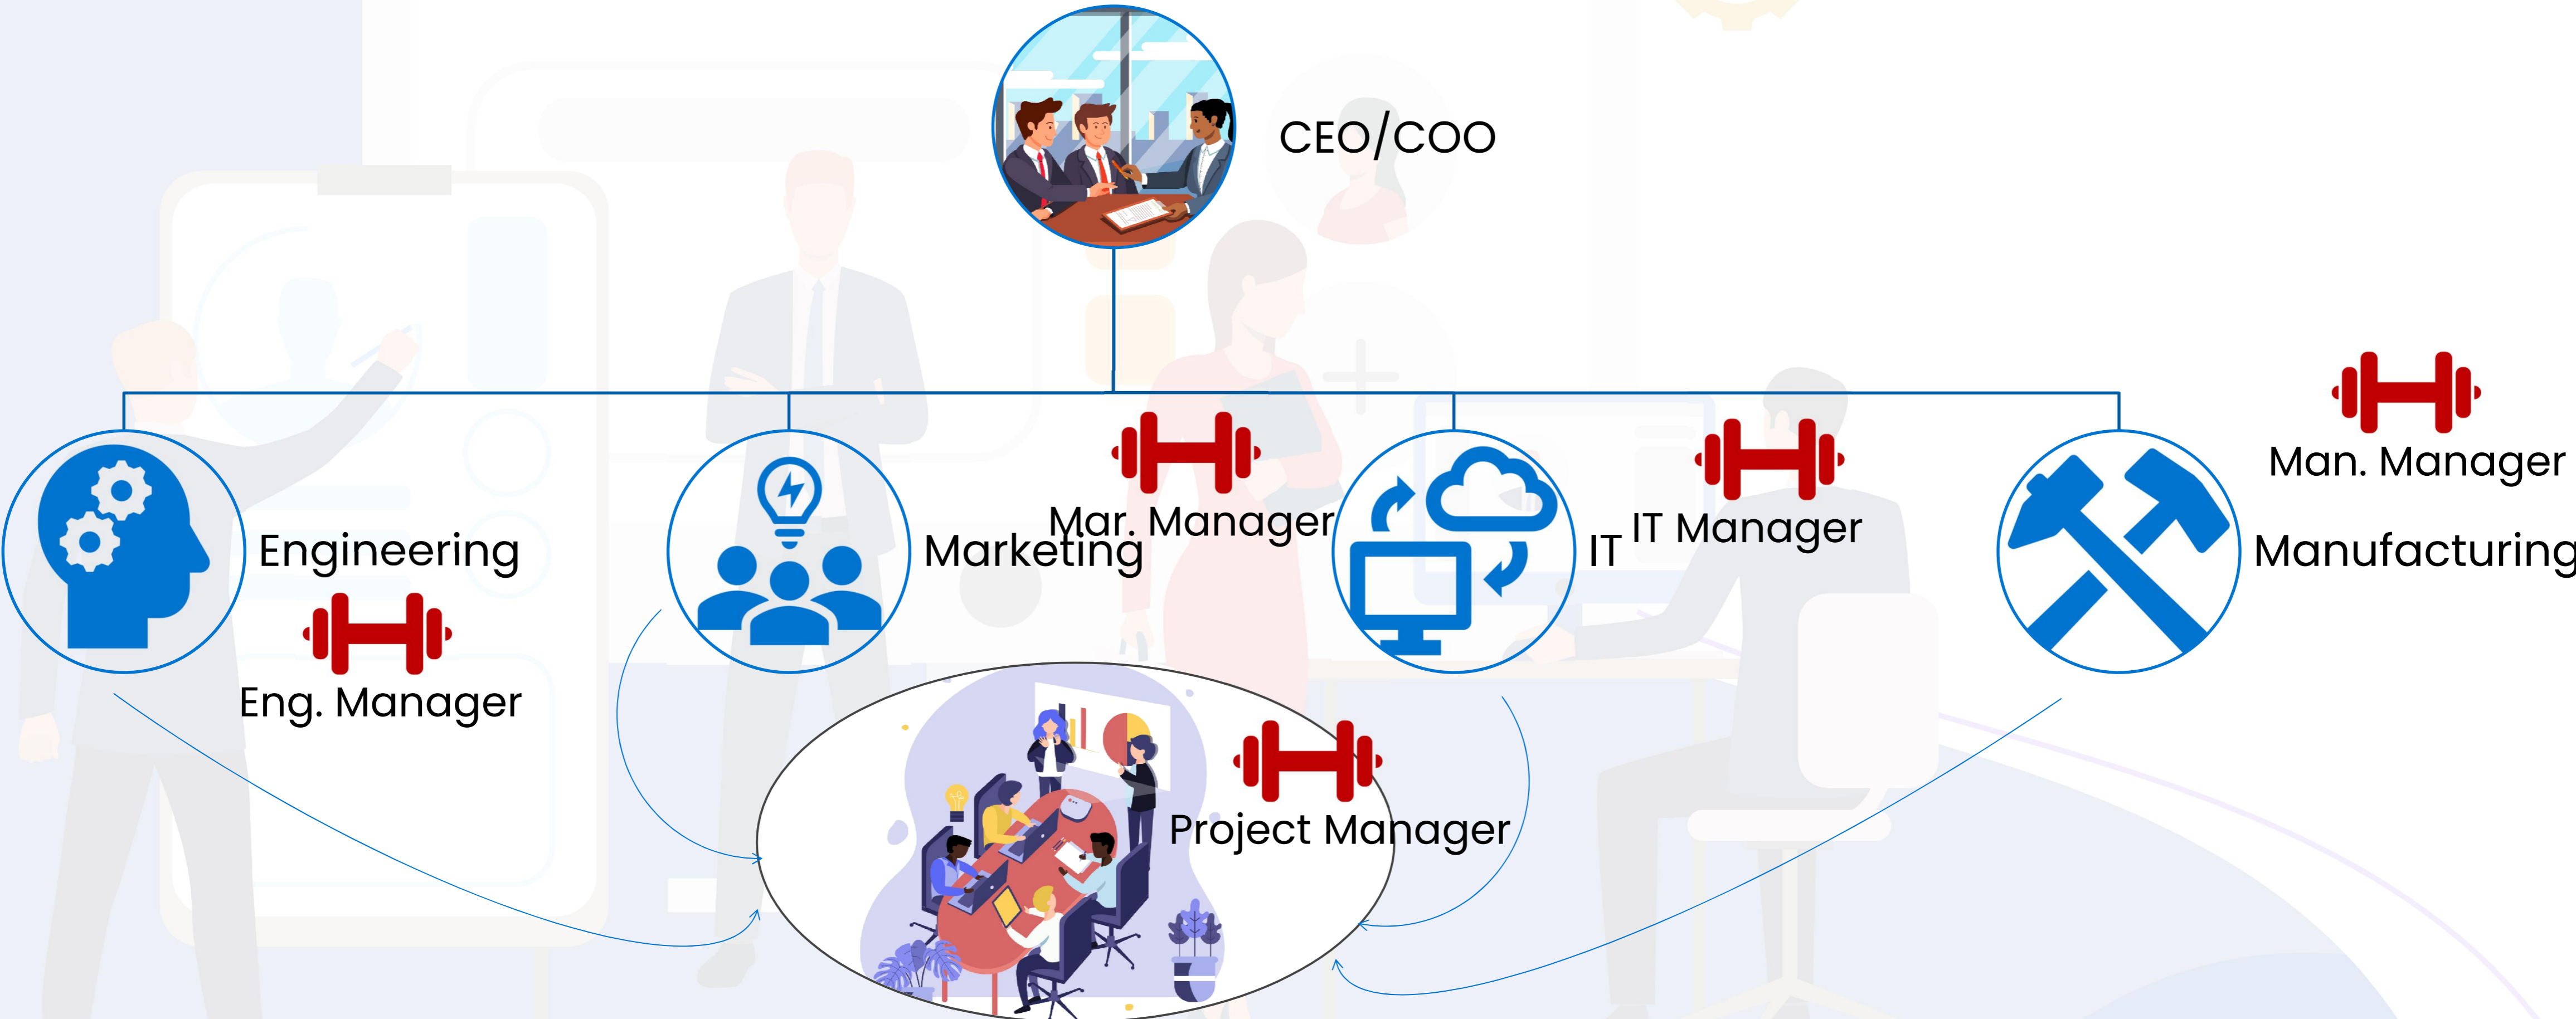 CEO/COO
Engineering
Eng. Manager
Marketing
Mar. Manager
IT
IT Manager
Man. Manager
Manufacturing
Project Manager